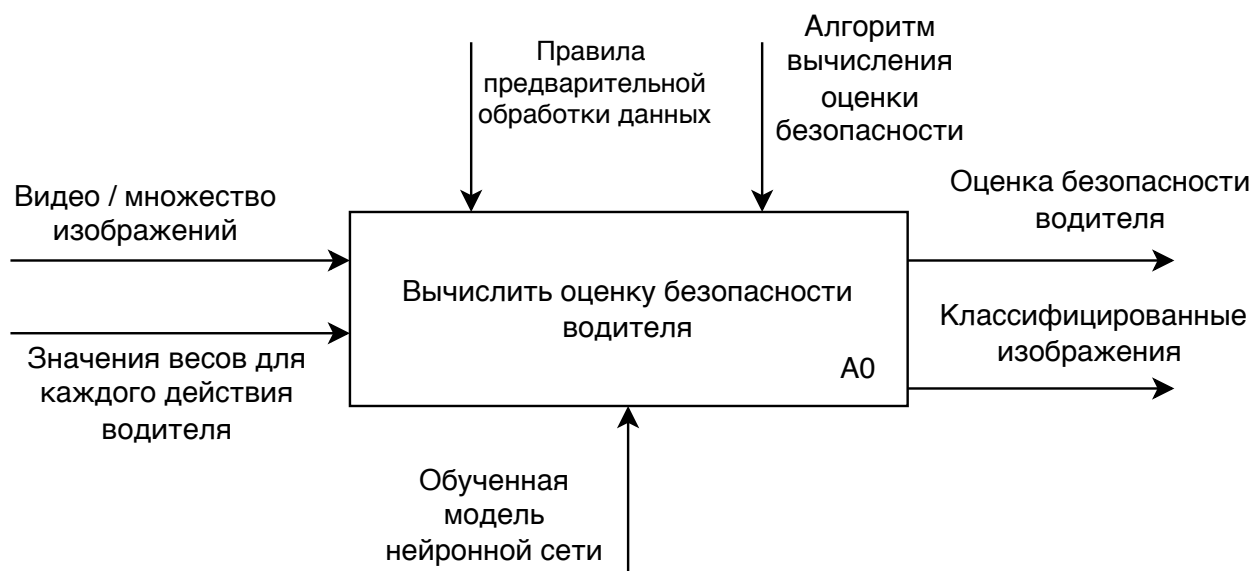 Правила
предварительной
обработки данных
Алгоритм
вычисления
оценки
безопасности
Видео / множество
изображений
Значения весов для
каждого действия
водителя
Вычислить оценку безопасности
водителя
A0
Оценка безопасности
водителя
Классифицированные
изображения
Обученная
модель
нейронной сети